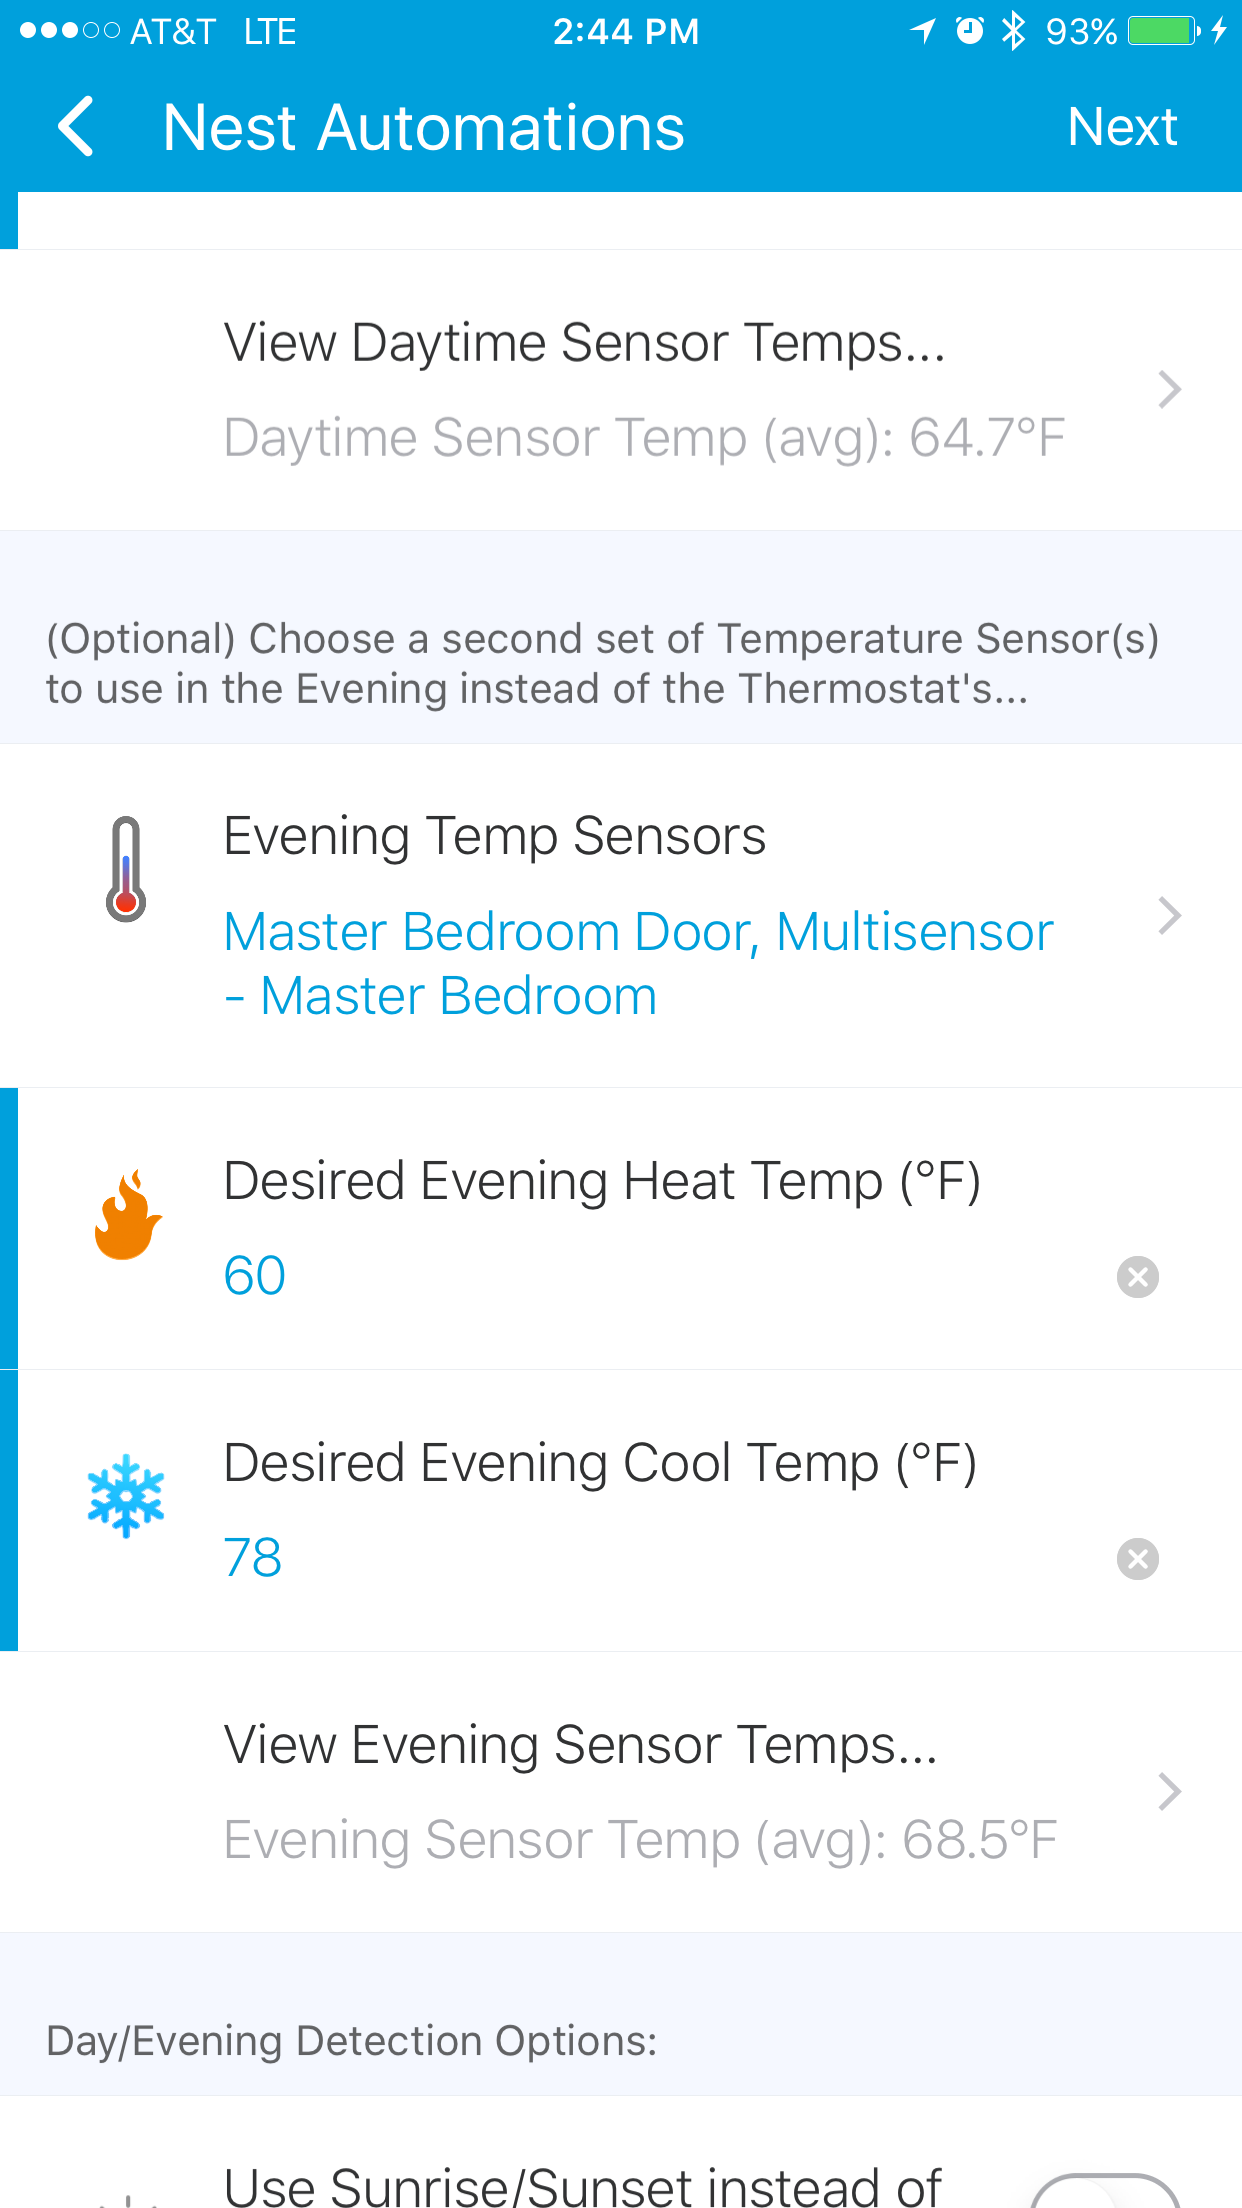 AT&T LTE 2:44 PM 93%
Nest Automations Next
View Daytime Sensor Temps...
Daytime Sensor Temp (avg): 64.7°F
(Optional) Choose a second set of Temperature Sensor(s)
to use in the Evening instead of the Thermostat's...
Evening Temp Sensors
Master Bedroom Door, Multisensor
- Master Bedroom
Desired Evening Heat Temp (°F)
60
Desired Evening Cool Temp (°F)
78
View Evening Sensor Temps...
Evening Sensor Temp (avg): 68.5°F
Day/Evening Detection Options:
Use Sunrise/Sunset instead of